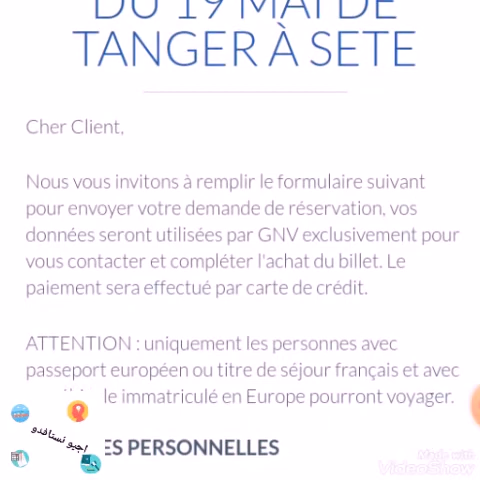 DU 19 MAI DE
TANGER À SETE
Cher Client,
Nous vous invitons à remplir le formulaire suivant
pour envoyer votre demande de réservation, vos
données seront utilisées par GNV exclusivement pour
vous contacter et compléter l'achat du billet. Le
paiement sera effectué par carte de crédit.
ATTENTION : uniquement les personnes avec
passeport européen ou titre de séjour français et avec
le immatriculé en Europe pourront voyager.
ES PERSONNELLES
اجيو نستافدو
Made with
VideoShow